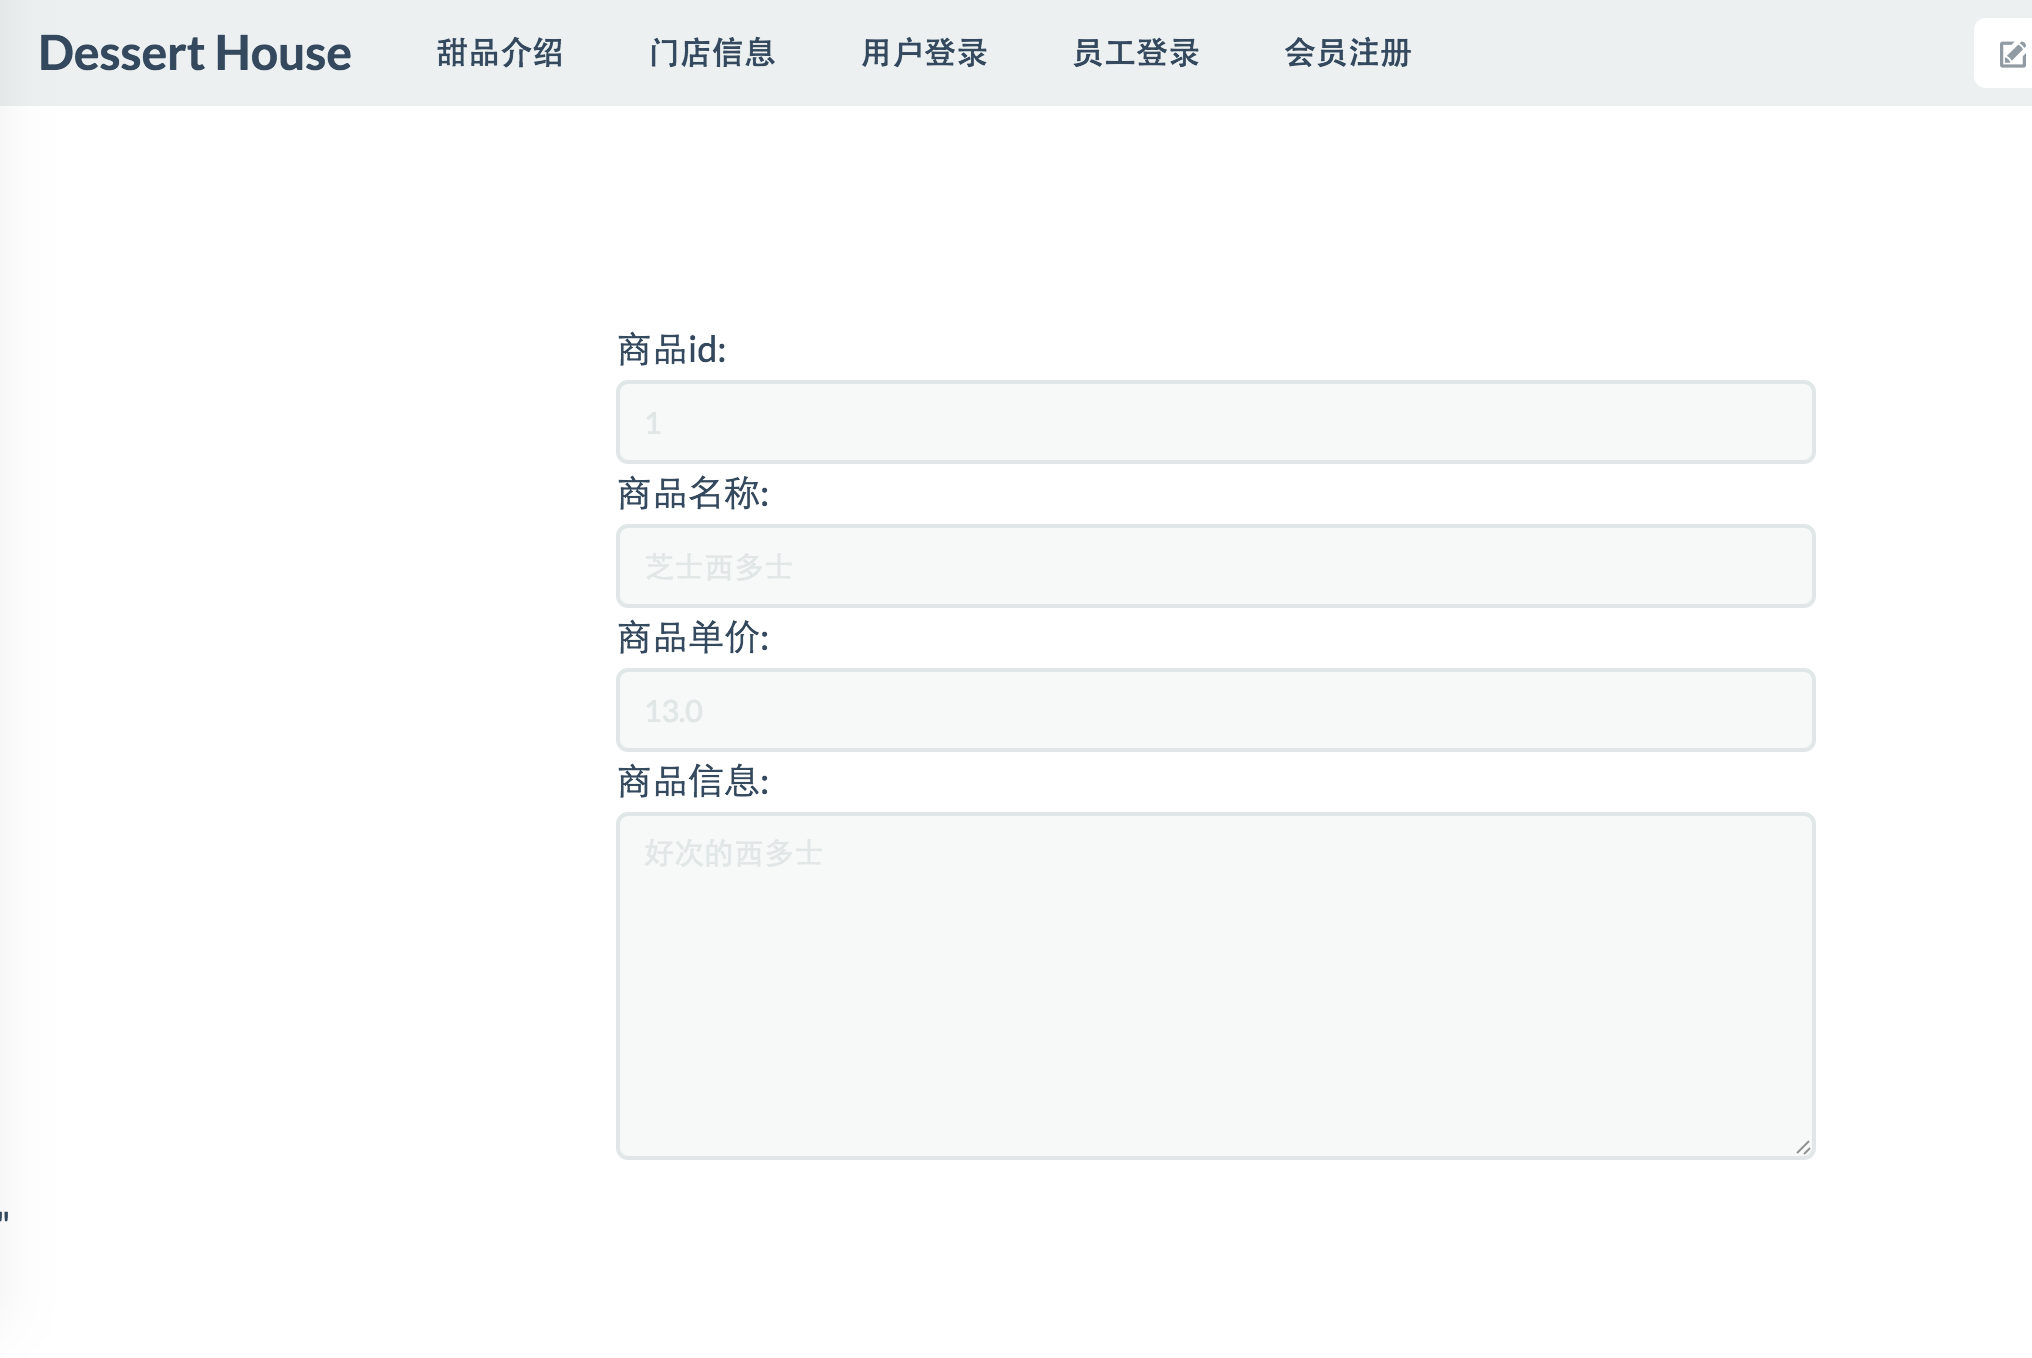 Dessert House 甜品介绍 门店信息 用户登录 员工登录 会员注册
商品id:
1
商品名称:
芝士西多士
商品单价:
13.0
商品信息:
好次的西多士
"